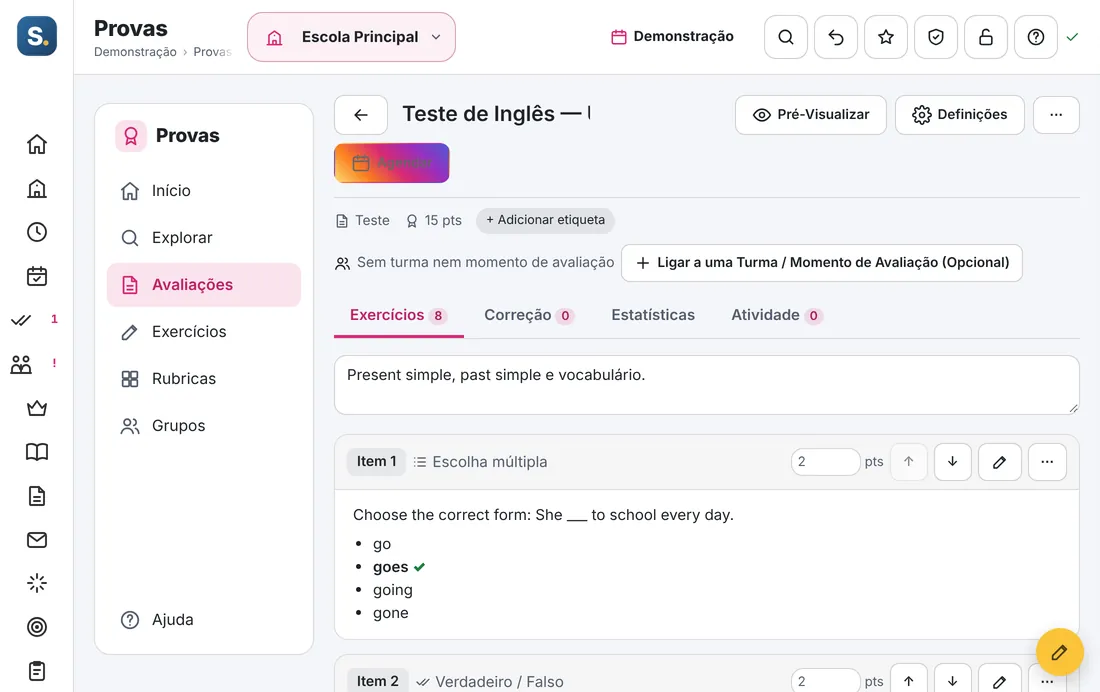 S.
Provas
Demonstração › Provas
Escola Principal
Demonstração
1
!
Provas
Início
Explorar
Avaliações
Exercícios
Rubricas
Grupos
Ajuda
Teste de Inglês —
Pré-Visualizar
Definições
...
Agendar
Teste
15 pts
+ Adicionar etiqueta
Sem turma nem momento de avaliação
+ Ligar a uma Turma / Momento de Avaliação (Opcional)
Exercícios 8
Correção 0
Estatísticas
Atividade 0
Present simple, past simple e vocabulário.
Item 1
Escolha múltipla
2 pts
...
Choose the correct form: She ___ to school every day.
• go
• goes
• going
• gone
Item 2
Verdadeiro / Falso
2 pts
...